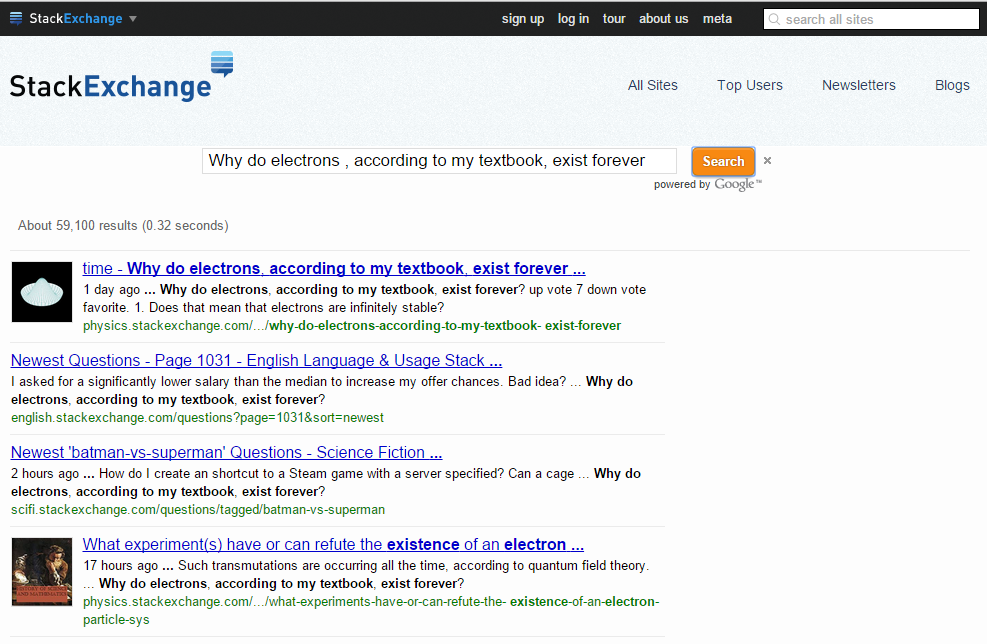 StackExchange ▼ sign up log in tour about us meta search all sites
StackExchange
All Sites Top Users Newsletters Blogs
Why do electrons , according to my textbook, exist forever Search ×
powered by Google™
About 59,100 results (0.32 seconds)
time - Why do electrons, according to my textbook, exist forever ...
1 day ago ... Why do electrons, according to my textbook, exist forever? up vote 7 down vote
favorite. 1. Does that mean that electrons are infinitely stable?
physics.stackexchange.com/.../why-do-electrons-according-to-my-textbook- exist-forever
Newest Questions - Page 1031 - English Language & Usage Stack ...
I asked for a significantly lower salary than the median to increase my offer chances. Bad idea? ... Why do
electrons, according to my textbook, exist forever?
english.stackexchange.com/questions?page=1031&sort=newest
Newest 'batman-vs-superman' Questions - Science Fiction ...
2 hours ago ... How do I create an shortcut to a Steam game with a server specified? Can a cage ... Why do
electrons, according to my textbook, exist forever?
scifi.stackexchange.com/questions/tagged/batman-vs-superman
What experiment(s) have or can refute the existence of an electron ...
17 hours ago ... Such transmutations are occurring all the time, according to quantum field theory.
... Why do electrons, according to my textbook, exist forever?
HISTORY OF SCIENCE
AND MATHEMATICS
physics.stackexchange.com/.../what-experiments-have-or-can-refute-the- existence-of-an-electron-
particle-sys